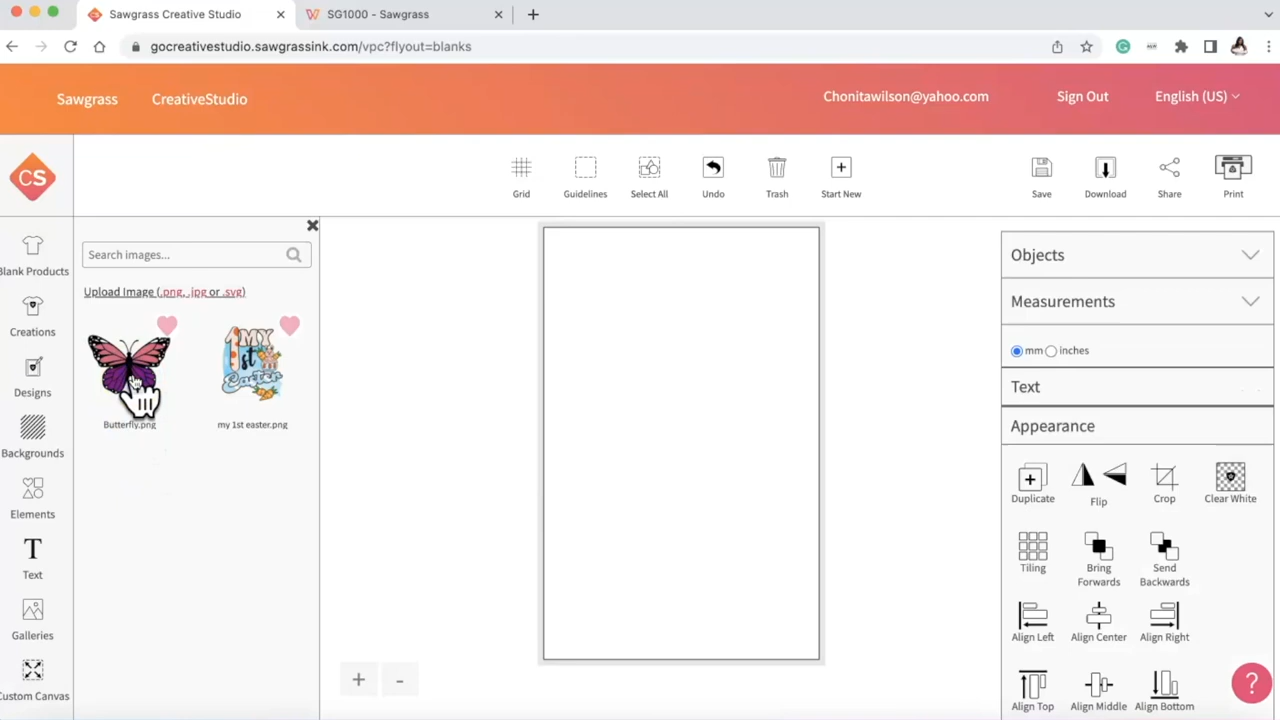 Sawgrass Creative Studio
SG1000 - Sawgrass
gocreativestudio.sawgrassink.com/vpc?flyout=blanks
Sawgrass CreativeStudio Chonitawilson@yahoo.com Sign Out English (US)
CS
Grid Guidelines Select All Undo Trash Start New Save Download Share Print
Blank Products
Creations
Designs
Backgrounds
Elements
T
Text
Galleries
Custom Canvas
Search images...
Upload Image (.png, .jpg or .svg)
MY
1st
Easter
Butterfly.png my 1st easter.png
+ -
Objects
Measurements
mm inches
Text
Appearance
Duplicate Flip Crop Clear White
Tiling Bring Forwards Send Backwards
Align Left Align Center Align Right
Align Top Align Middle Align Bottom
?